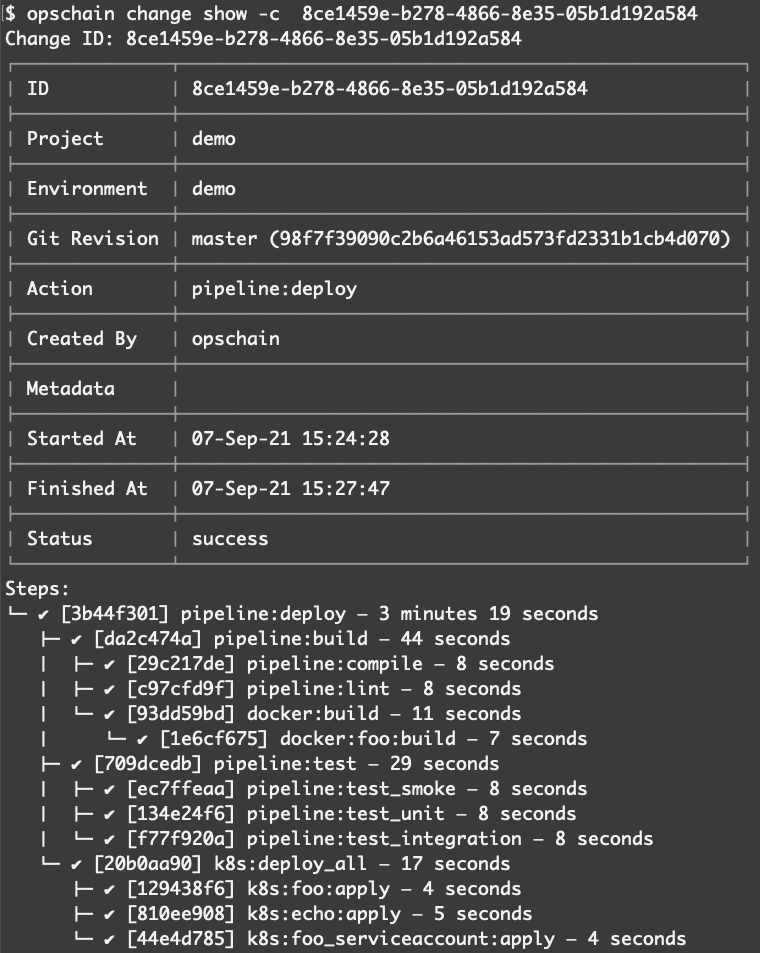 $ opschain change show -c  8ce1459e-b278-4866-8e35-05b1d192a584
Change ID: 8ce1459e-b278-4866-8e35-05b1d192a584
ID 8ce1459e-b278-4866-8e35-05b1d192a584
Project demo
Environment demo
Git Revision master (98f7f39090c2b6a46153ad573fd2331b1cb4d070)
Action pipeline:deploy
Created By opschain
Metadata
Started At 07-Sep-21 15:24:28
Finished At 07-Sep-21 15:27:47
Status success
Steps:
└─ ✔ [3b44f301] pipeline:deploy – 3 minutes 19 seconds
├─ ✔ [da2c474a] pipeline:build – 44 seconds
| ├─ ✔ [29c217de] pipeline:compile – 8 seconds
| ├─ ✔ [c97cfd9f] pipeline:lint – 8 seconds
| └─ ✔ [93dd59bd] docker:build – 11 seconds
| └─ ✔ [1e6cf675] docker:foo:build – 7 seconds
├─ ✔ [709dcedb] pipeline:test – 29 seconds
| ├─ ✔ [ec7ffeaa] pipeline:test_smoke – 8 seconds
| ├─ ✔ [134e24f6] pipeline:test_unit – 8 seconds
| └─ ✔ [f77f920a] pipeline:test_integration – 8 seconds
└─ ✔ [20b0aa90] k8s:deploy_all – 17 seconds
├─ ✔ [129438f6] k8s:foo:apply – 4 seconds
├─ ✔ [810ee908] k8s:echo:apply – 5 seconds
└─ ✔ [44e4d785] k8s:foo_serviceaccount:apply – 4 seconds